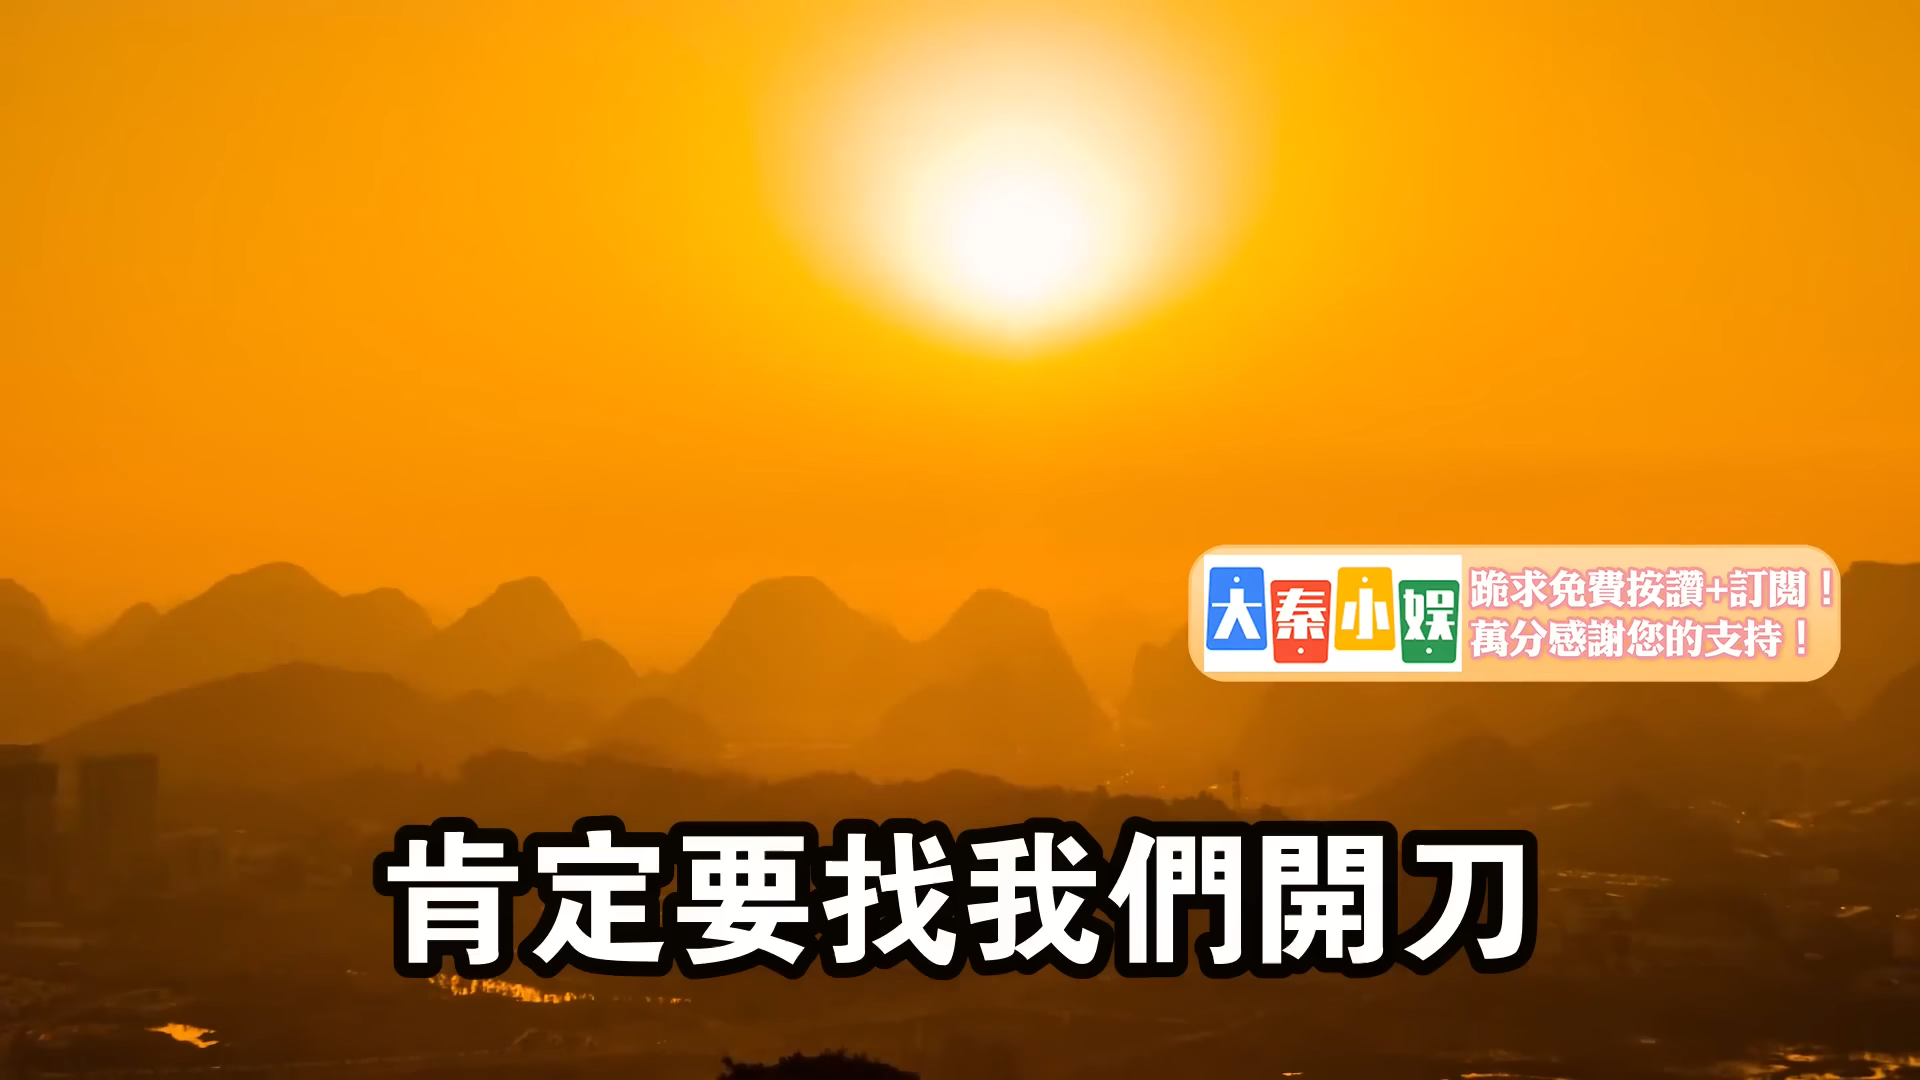 大秦小娛
跪求免費按讚+訂閱！
萬分感謝您的支持！
肯定要找我們開刀